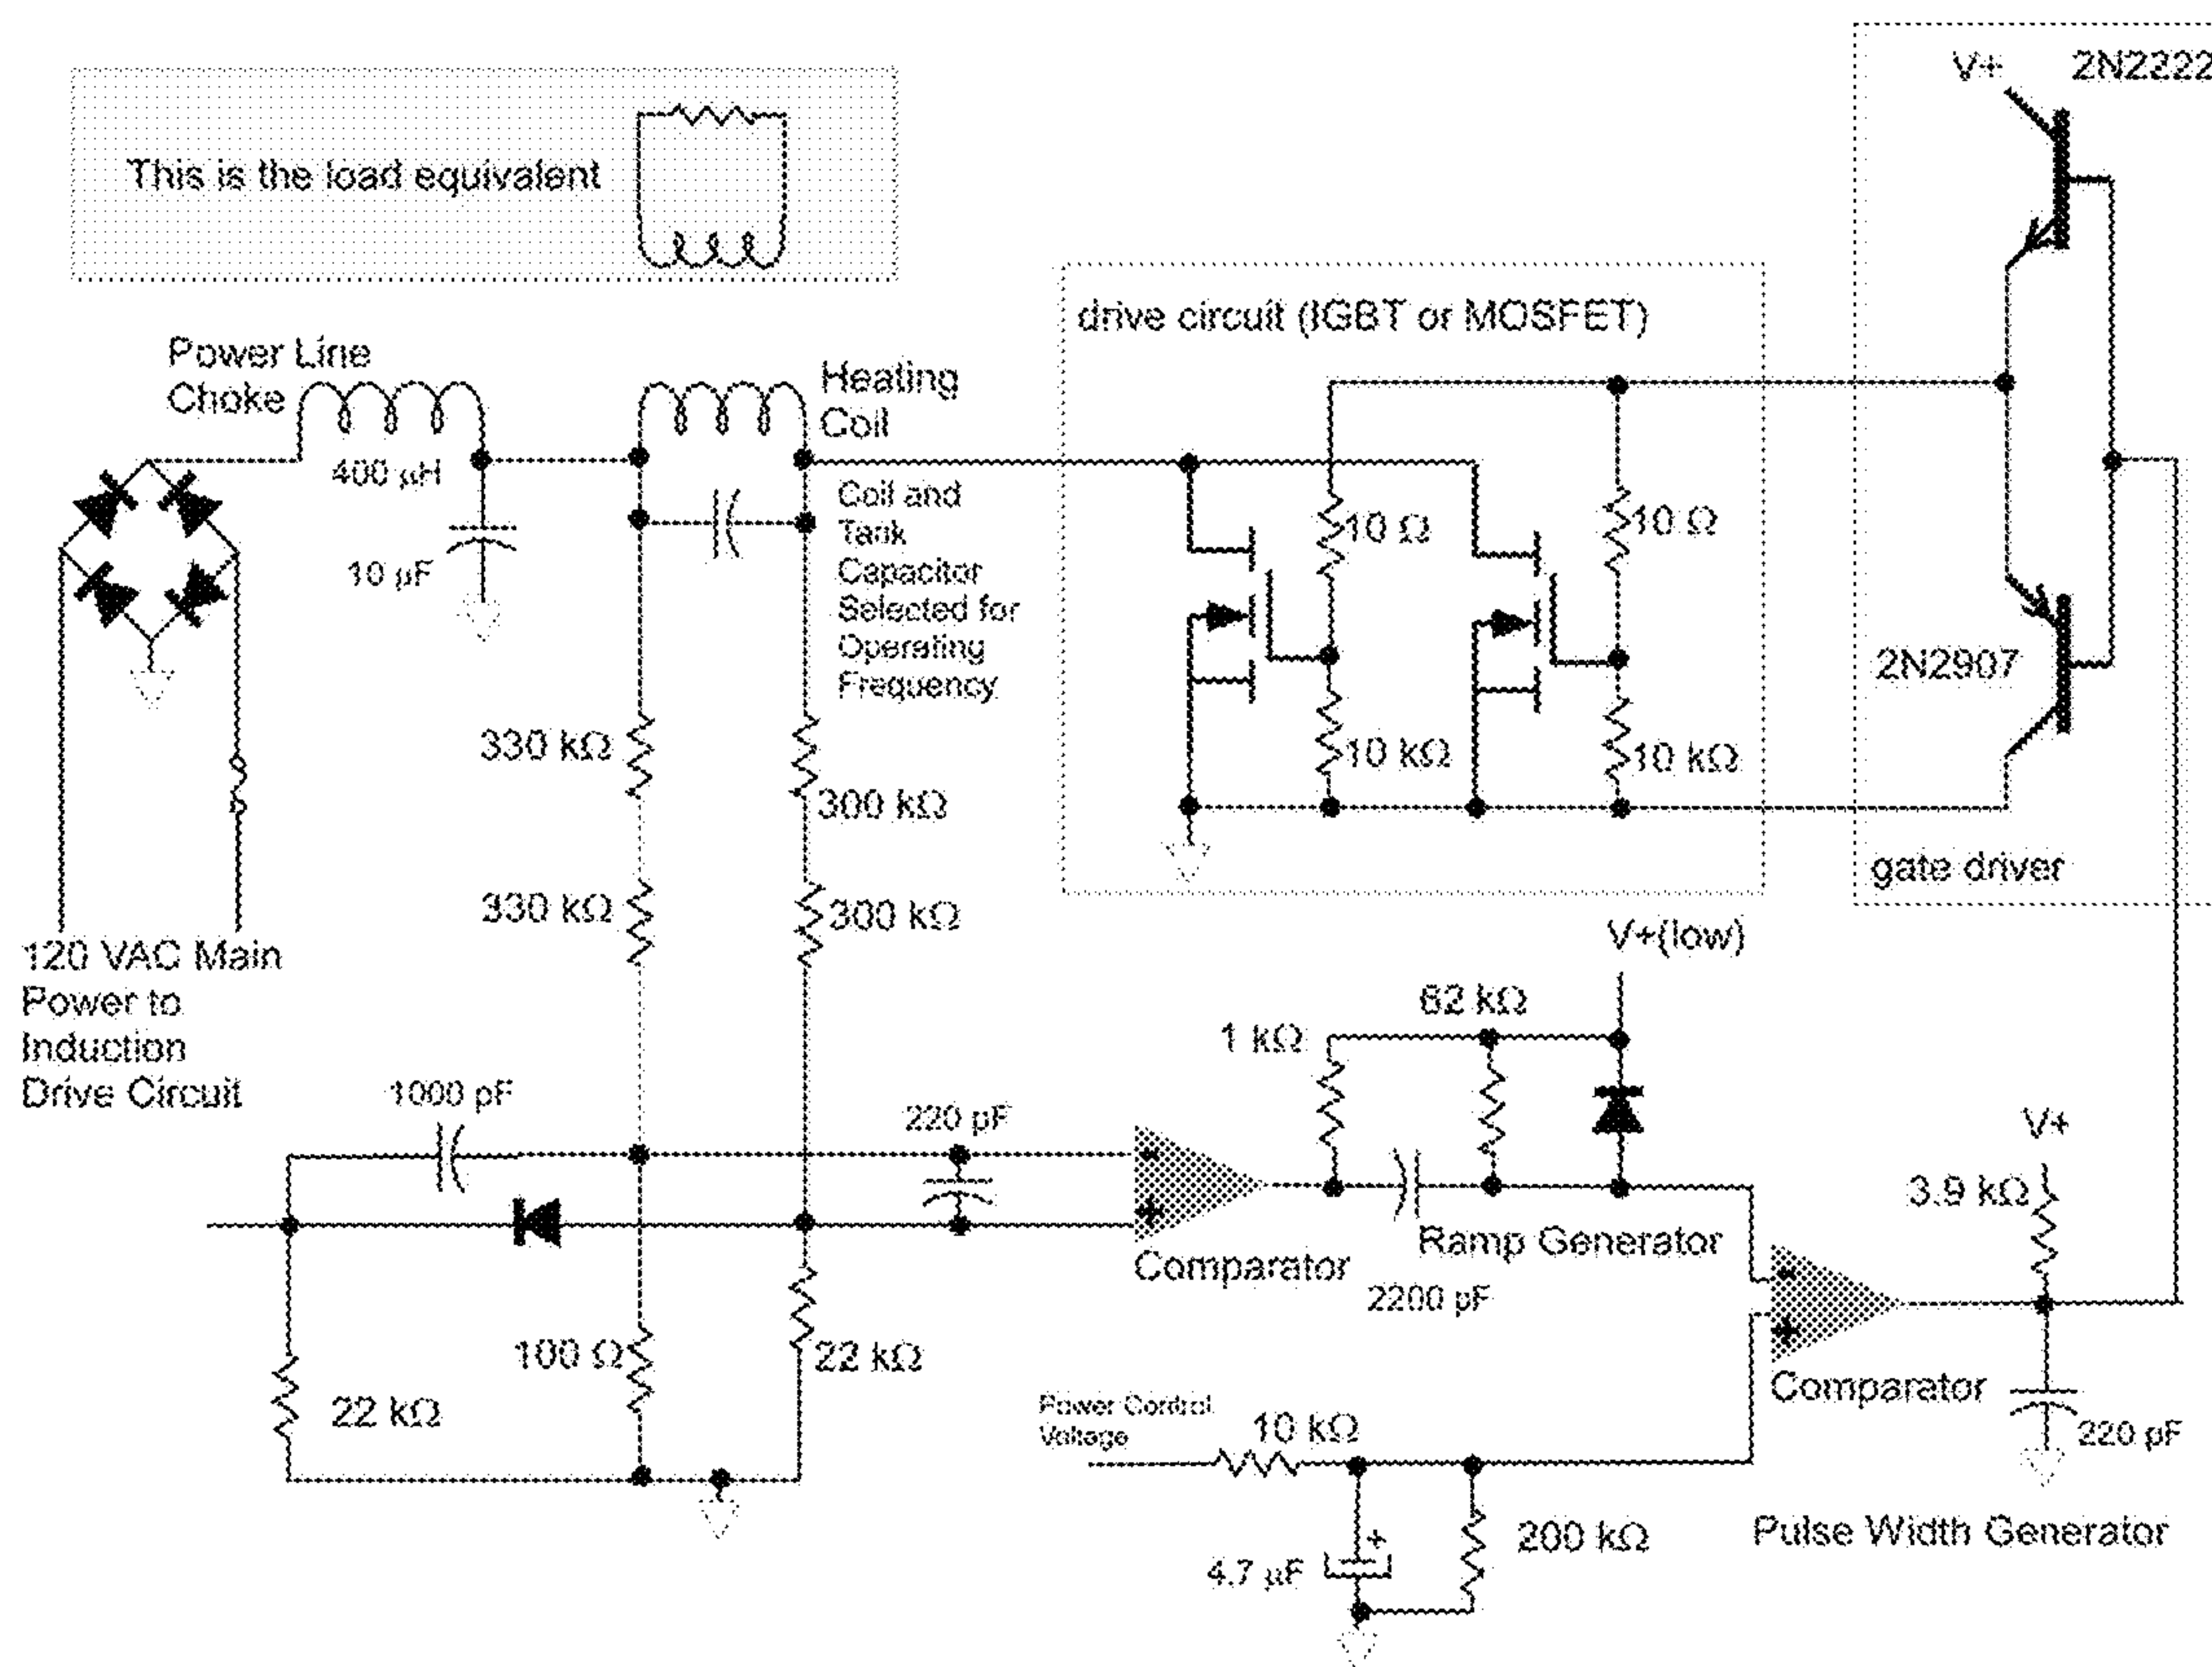 V+ 2N2222
This is the load equivalent
drive circuit (IGBT or MOSFET)
Power Line
Choke
Heating
Coil
400 μH
10 μF
Coil and
Tank
Capacitor
Selected for
Operating
Frequency
10 Ω
10 Ω
2N2907
330 kΩ
300 kΩ
10 kΩ
10 kΩ
gate driver
330 kΩ
300 kΩ
120 VAC Main
Power to
Induction
Drive Circuit
V+(low)
62 kΩ
1 kΩ
1000 pF
220 pF
-
+
Comparator
Ramp Generator
2200 pF
V+
3.9 kΩ
-
+
Comparator
220 pF
100 Ω
22 kΩ
22 kΩ
Power Control
Voltage
10 kΩ
+
4.7 μF
200 kΩ
Pulse Width Generator